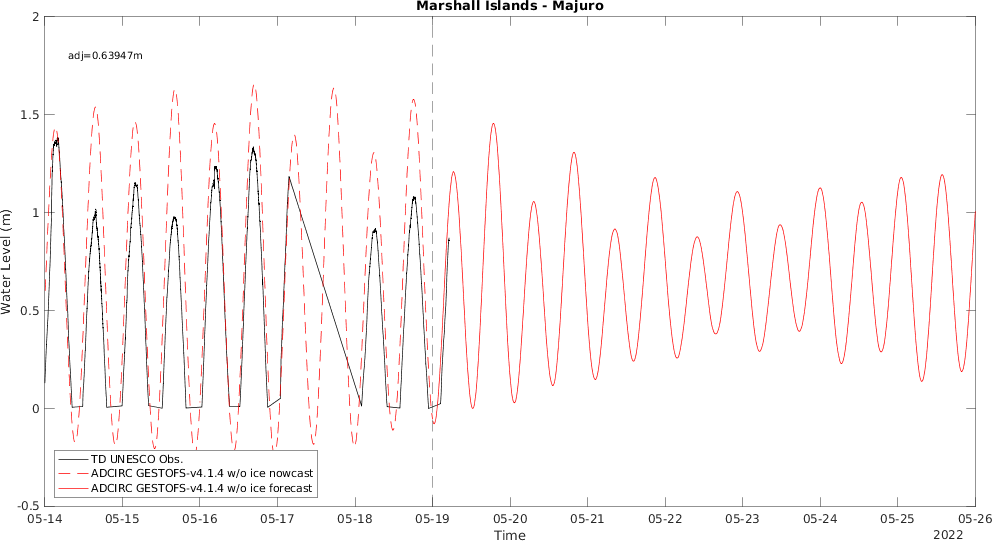 Marshall Islands - Majuro
2
adj=0.63947m
1.5
1
0.5
0
-0.5
Water Level (m)
TD UNESCO Obs.
ADCIRC GESTOFS-v4.1.4 w/o ice nowcast
ADCIRC GESTOFS-v4.1.4 w/o ice forecast
05-14 05-15 05-16 05-17 05-18 05-19 05-20 05-21 05-22 05-23 05-24 05-25 05-26
Time
2022